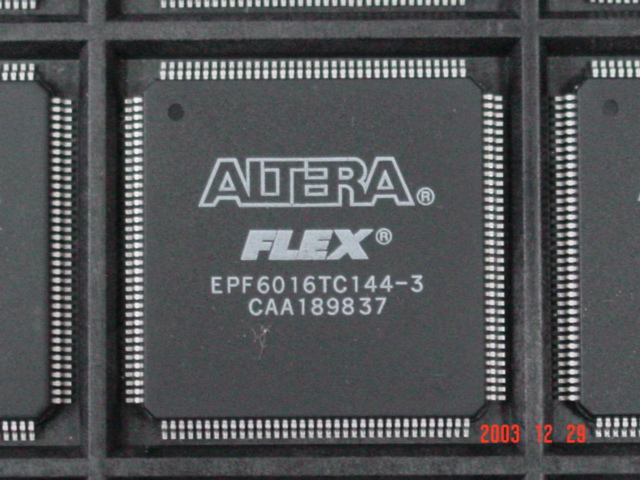 ALTERA®
FLEX®
EPF6016TC144-3
CAA189837
2003 12 29